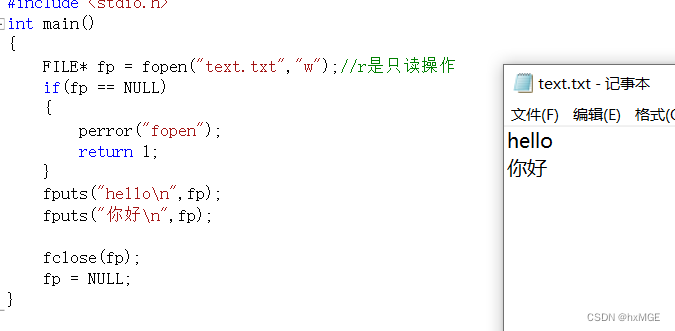 #include <stdio.h>
int main()
{
FILE* fp = fopen("text.txt","w");//r是只读操作
if(fp == NULL)
{
perror("fopen");
return 1;
}
fputs("hello\n",fp);
fputs("你好\n",fp);
fclose(fp);
fp = NULL;
}
text.txt - 记事本
文件(F) 编辑(E) 格式(
hello
你好
CSDN @hxMGE